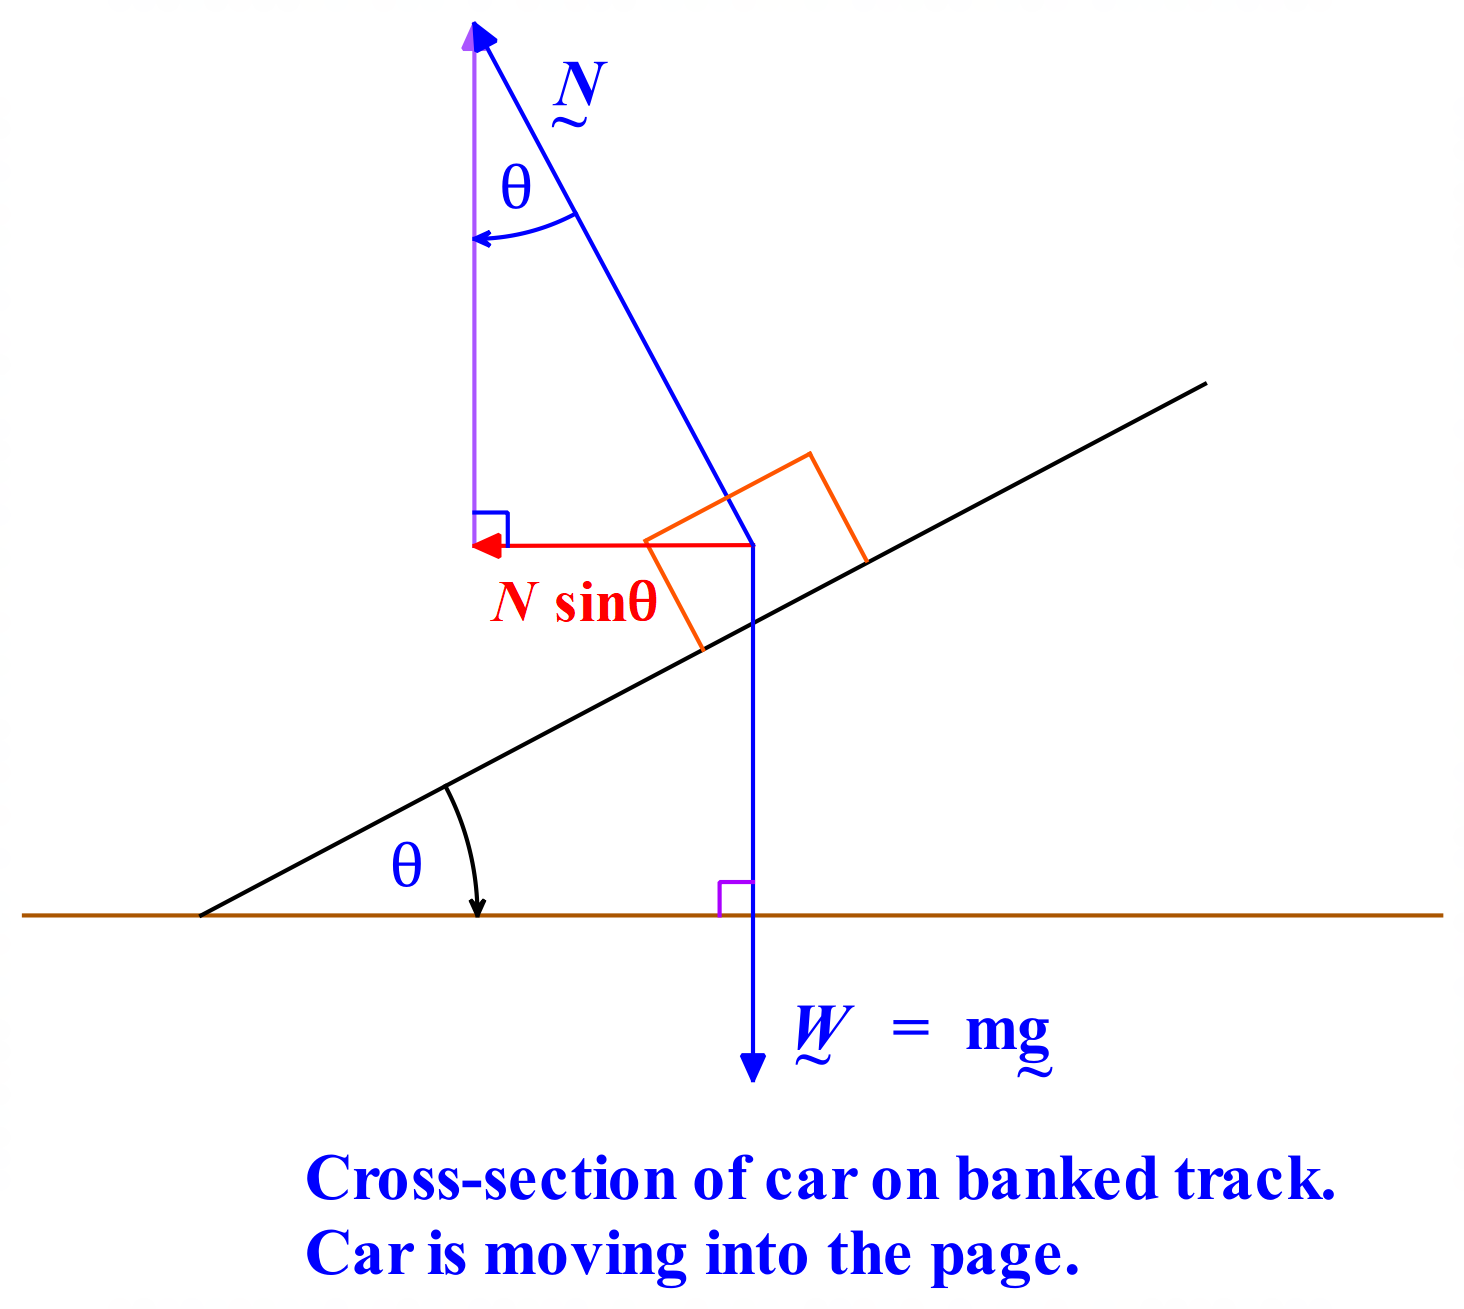 N
θ
N sinθ
θ
W = mg
Cross-section of car on banked track.
Car is moving into the page.